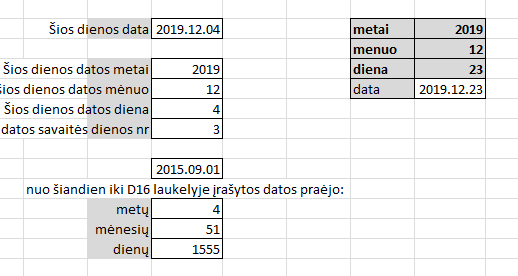 Šios dienos data 2019.12.04
metai 2019
menuo 12
diena 23
data 2019.12.23
Šios dienos datos metai 2019
šios dienos datos mėnuo 12
Šios dienos datos diena 4
datos savaitės dienos nr 3
2015.09.01
nuo šiandien iki D16 laukelyje įrašytos datos praėjo:
metų 4
mėnesių 51
dienų 1555